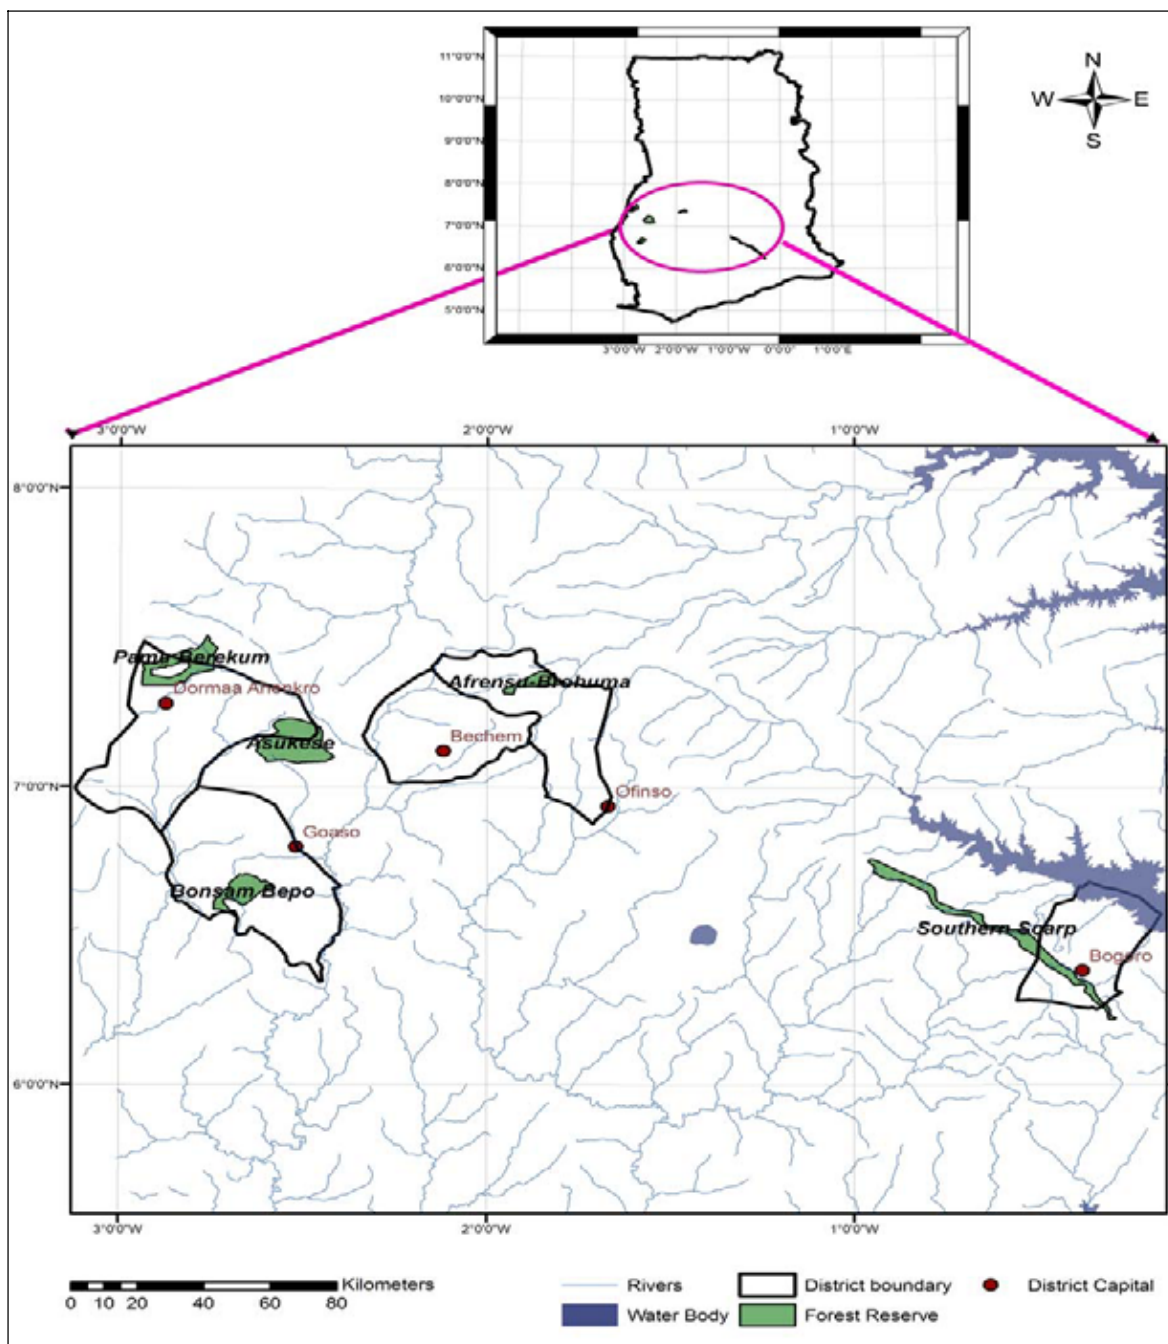 N
W E
S
11°0'0"N
10°0'0"N
9°0'0"N
8°0'0"N
7°0'0"N
6°0'0"N
5°0'0"N
3°0'0"W 2°0'0"W 1°0'0"W 0°0'0" 1°0'0"E
3°0'0"W 2°0'0"W 1°0'0"W
8°0'0"N
Pamu Berekum
Dormaa Ahenkro
Afrensu Brohuma
Asukese
Bechem
7°0'0"N
Ofinso
Goaso
Bonsam Bepo
Southern Scarp
Bogoro
6°0'0"N
3°0'0"W 2°0'0"W 1°0'0"W
Kilometers
0 10 20 40 60 80
Rivers District boundary District Capital
Water Body Forest Reserve